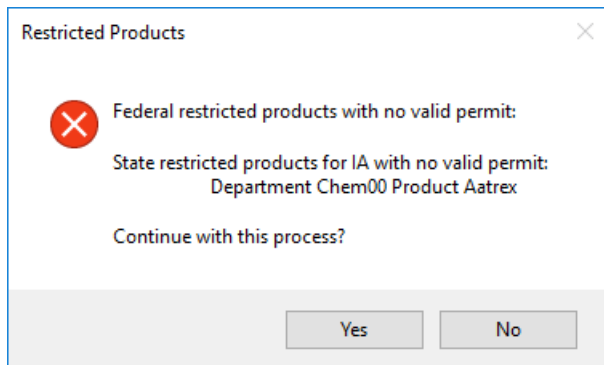 Restricted Products
Federal restricted products with no valid permit:
State restricted products for IA with no valid permit:
Department Chem00 Product Aatrex
Continue with this process?
Yes
No